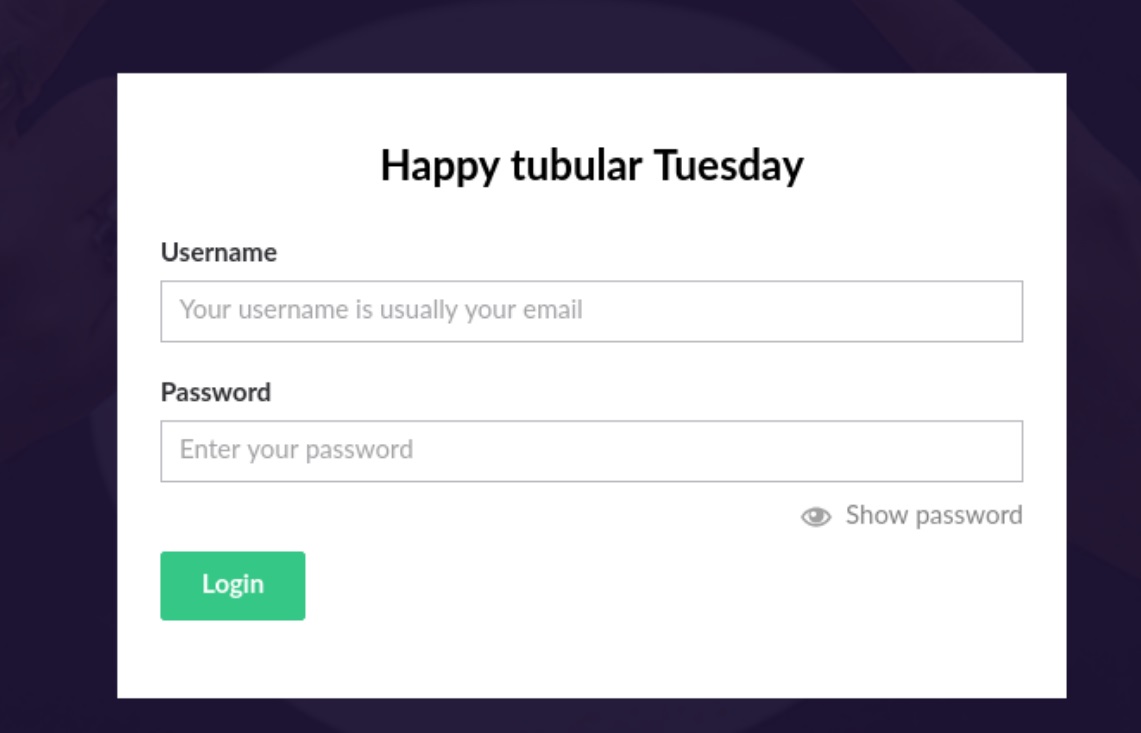 Happy tubular Tuesday
Username
Your username is usually your email
Password
Enter your password
Show password
Login